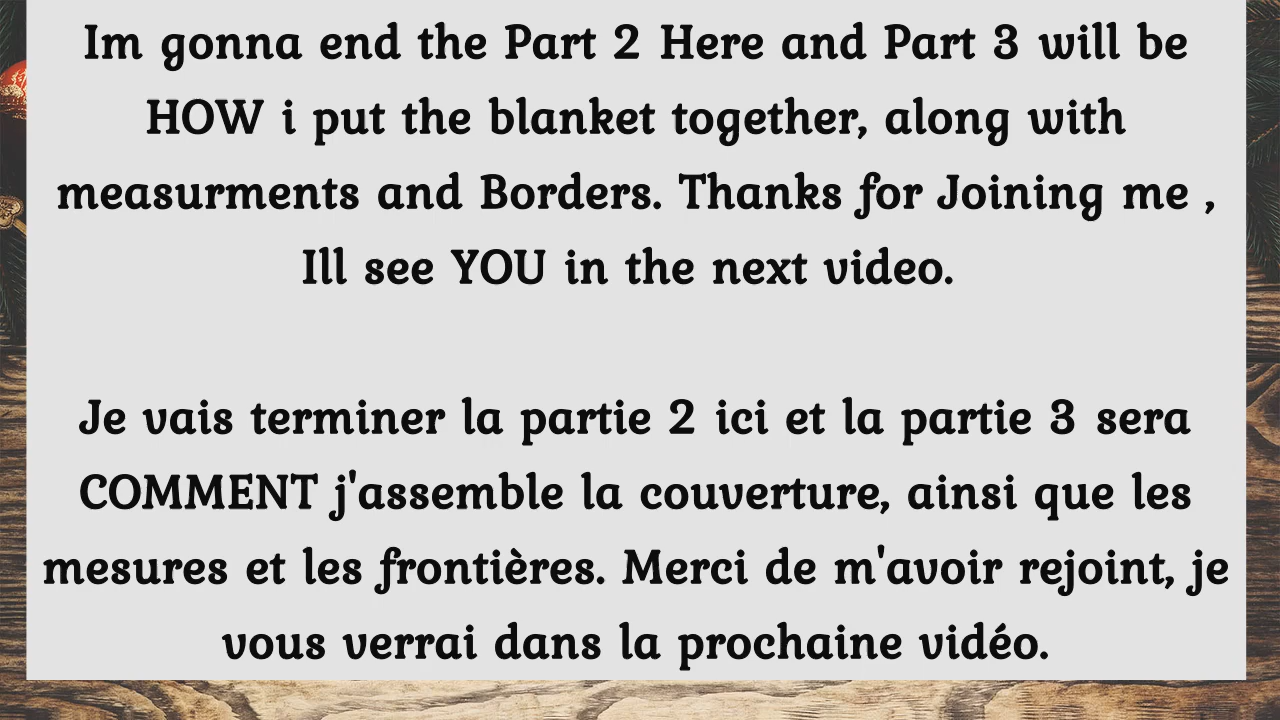 Im gonna end the Part 2 Here and Part 3 will be
HOW i put the blanket together, along with
measurments and Borders. Thanks for Joining me ,
Ill see YOU in the next video.
Je vais terminer la partie 2 ici et la partie 3 sera
COMMENT j'assemble la couverture, ainsi que les
mesures et les frontières. Merci de m'avoir rejoint, je
vous verrai dans la prochaine vidéo.